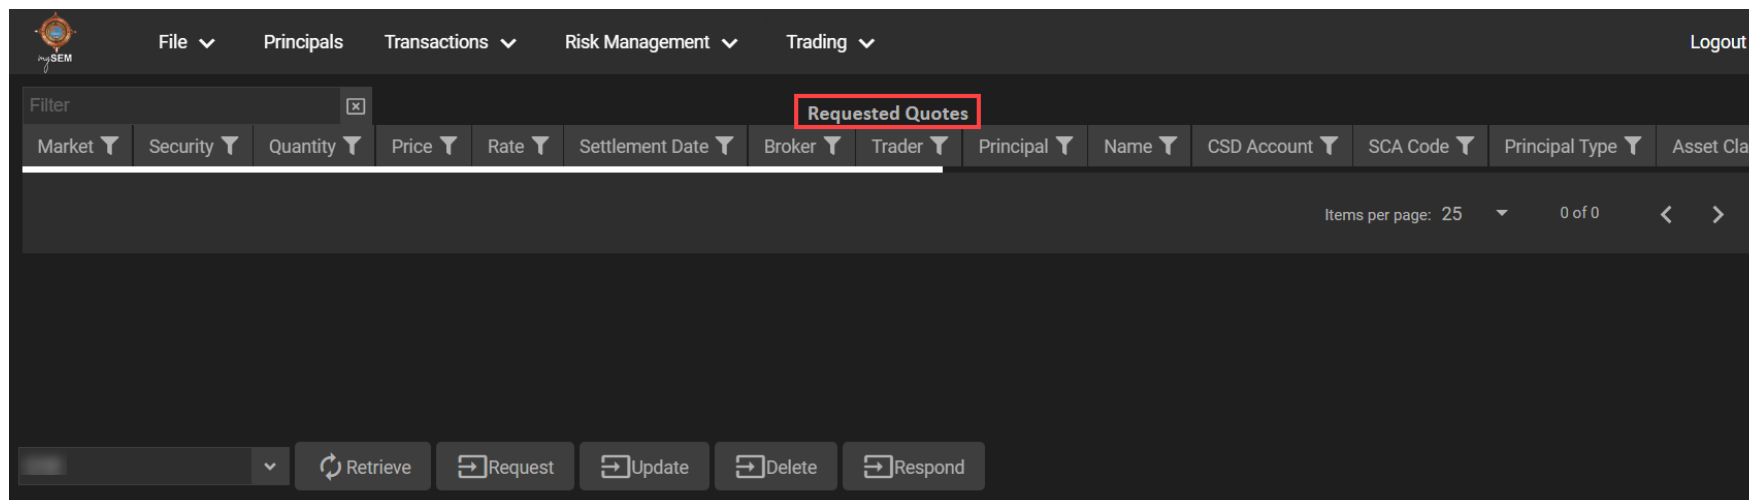 mySEM File Principals Transactions Risk Management Trading Logout
Filter
Requested Quotes
Market Security Quantity Price Rate Settlement Date Broker Trader Principal Name CSD Account SCA Code Principal Type Asset Cla
Items per page: 25 0 of 0
Retrieve Request Update Delete Respond